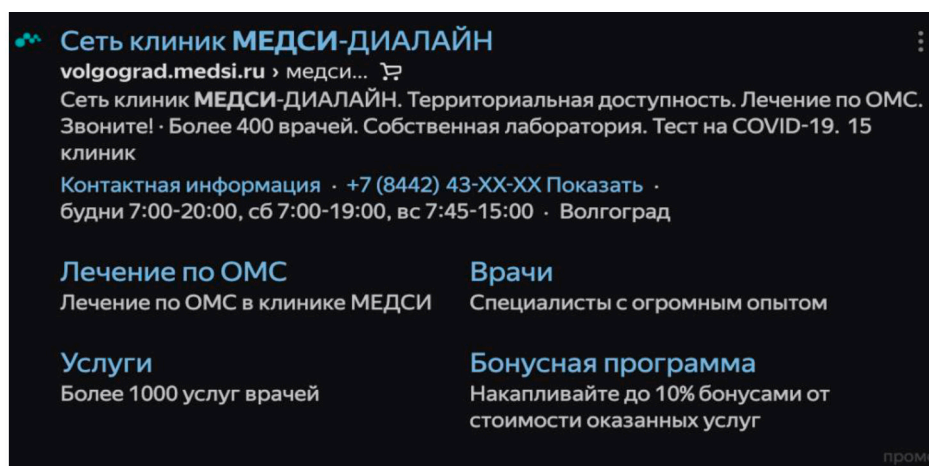 Сеть клиник МЕДСИ-ДИАЛАЙН
volgograd.medsi.ru › медси...
Сеть клиник МЕДСИ-ДИАЛАЙН. Территориальная доступность. Лечение по ОМС.
Звоните! · Более 400 врачей. Собственная лаборатория. Тест на COVID-19. 15
клиник
Контактная информация · +7 (8442) 43-XX-XX Показать ·
будни 7:00-20:00, сб 7:00-19:00, вс 7:45-15:00 · Волгоград
Лечение по ОМС
Лечение по ОМС в клинике МЕДСИ
Врачи
Специалисты с огромным опытом
Услуги
Более 1000 услуг врачей
Бонусная программа
Накапливайте до 10% бонусами от
стоимости оказанных услуг